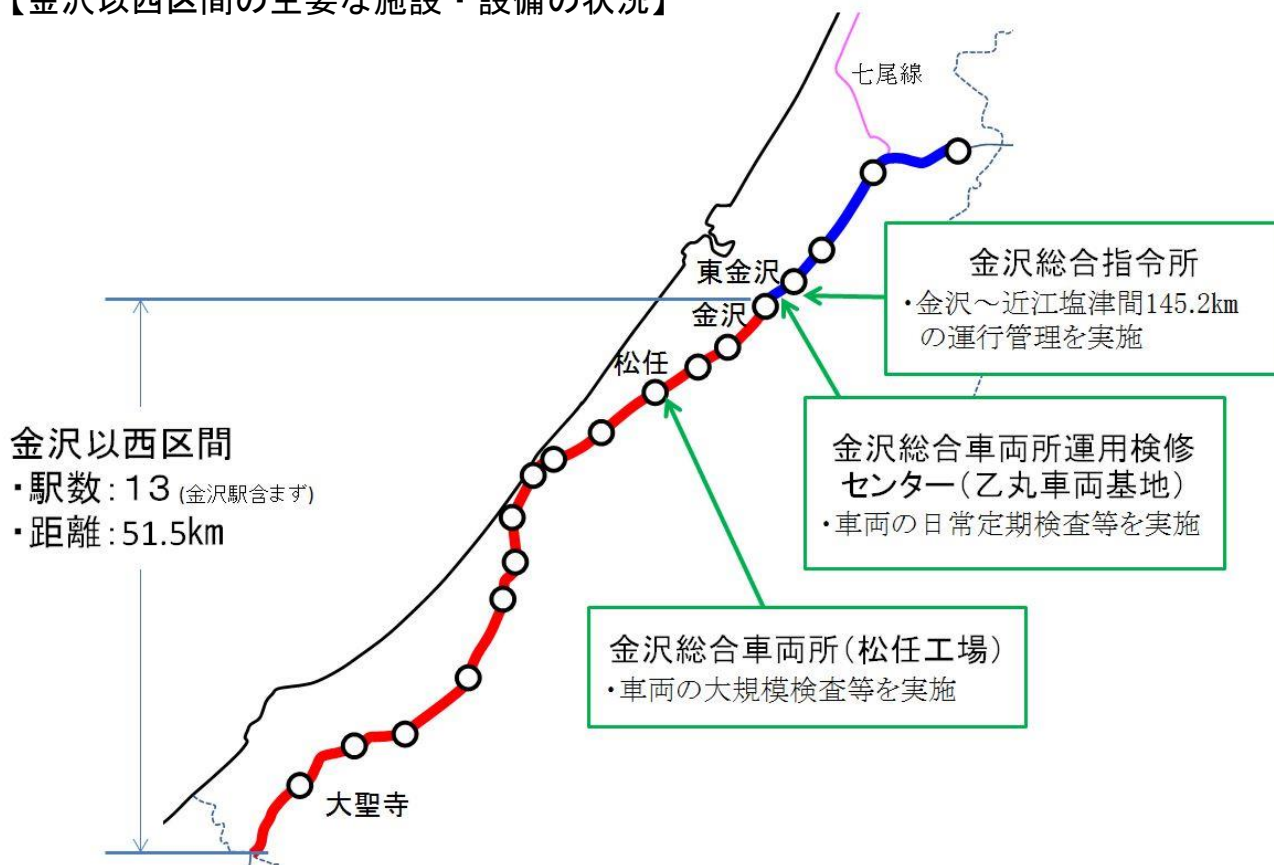 【金沢以西区間の主要な施設・設備の状況】
七尾線
東金沢
金沢
松任
大聖寺
金沢以西区間
・駅数：１３（金沢駅含まず）
・距離：51.5km
金沢総合指令所
・金沢～近江塩津間145.2km
の運行管理を実施
金沢総合車両所運用検修
センター（乙丸車両基地）
・車両の日常定期検査等を実施
金沢総合車両所（松任工場）
・車両の大規模検査等を実施